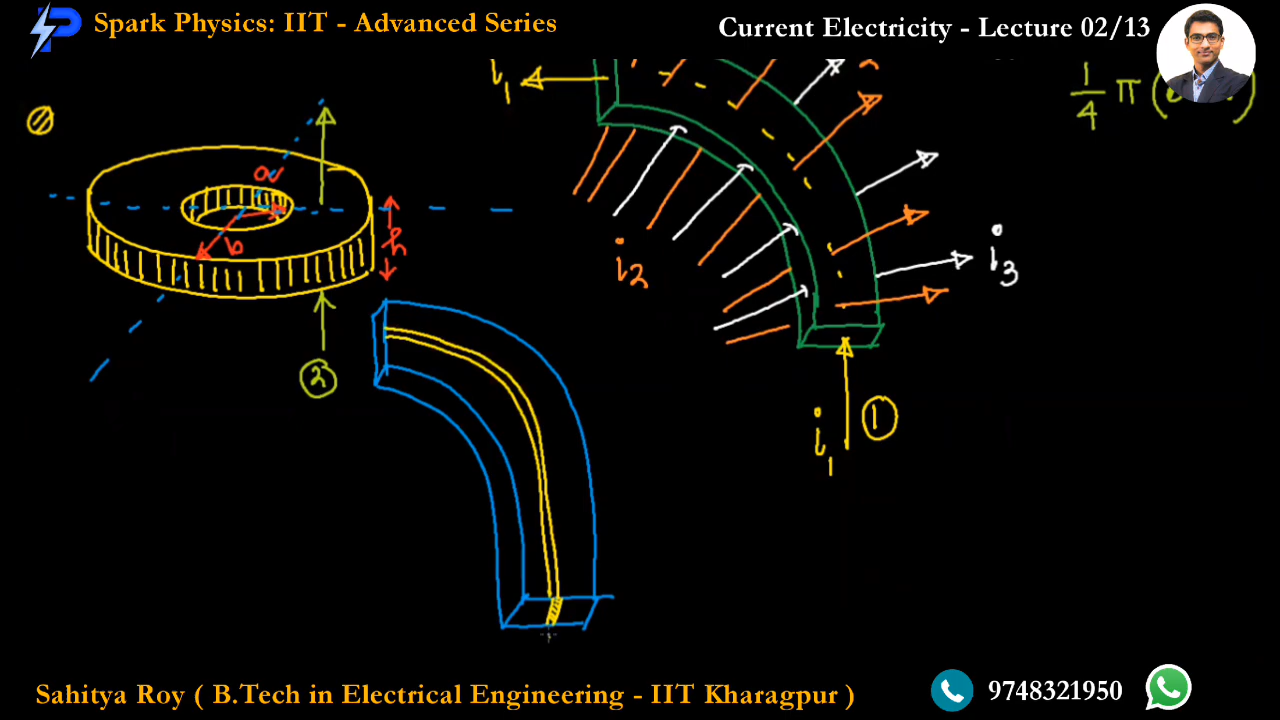 Spark Physics: IIT - Advanced Series
Current Electricity - Lecture 02/13
i1
1/4 π (
a
b
h
i2
i3
2
i1
1
Sahitya Roy ( B.Tech in Electrical Engineering - IIT Kharagpur )
9748321950